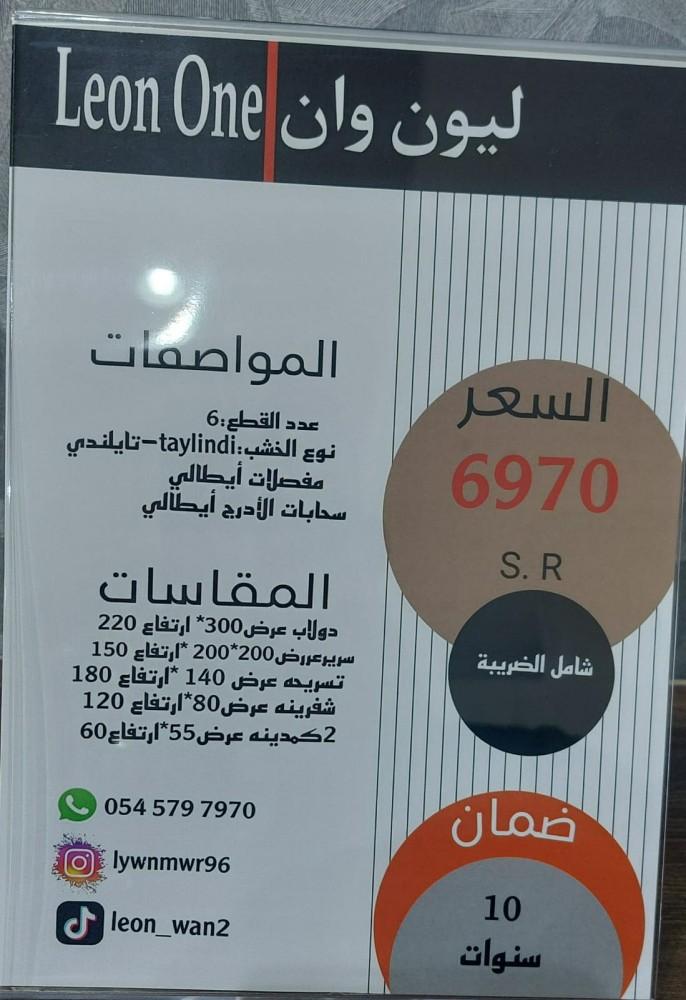 Leon One | ليون وان
المواصفات
عدد القطع:6
نوع الخشب:taylindi-تايلندي
مفصلات أيطالي
سحابات الأدرج أيطالي
السعر
6970
S. R
شامل الضريبة
المقاسات
دولاب عرض300* ارتفاع 220
سريرعررض200*200 *ارتفاع 150
تسريحه عرض 140 *ارتفاع 180
شفرينه عرض80*ارتفاع 120
2كمدينه عرض55*ارتفاع60
054 579 7970
lywnmwr96
leon_wan2
ضمان
10
سنوات